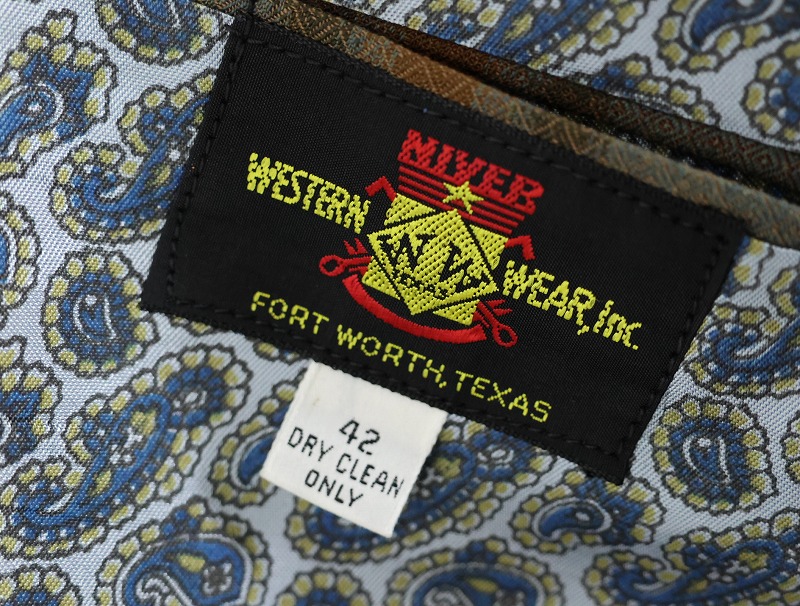 NIVER
WESTERN WEAR, Inc.
FORT WORTH, TEXAS
42
DRY CLEAN
ONLY